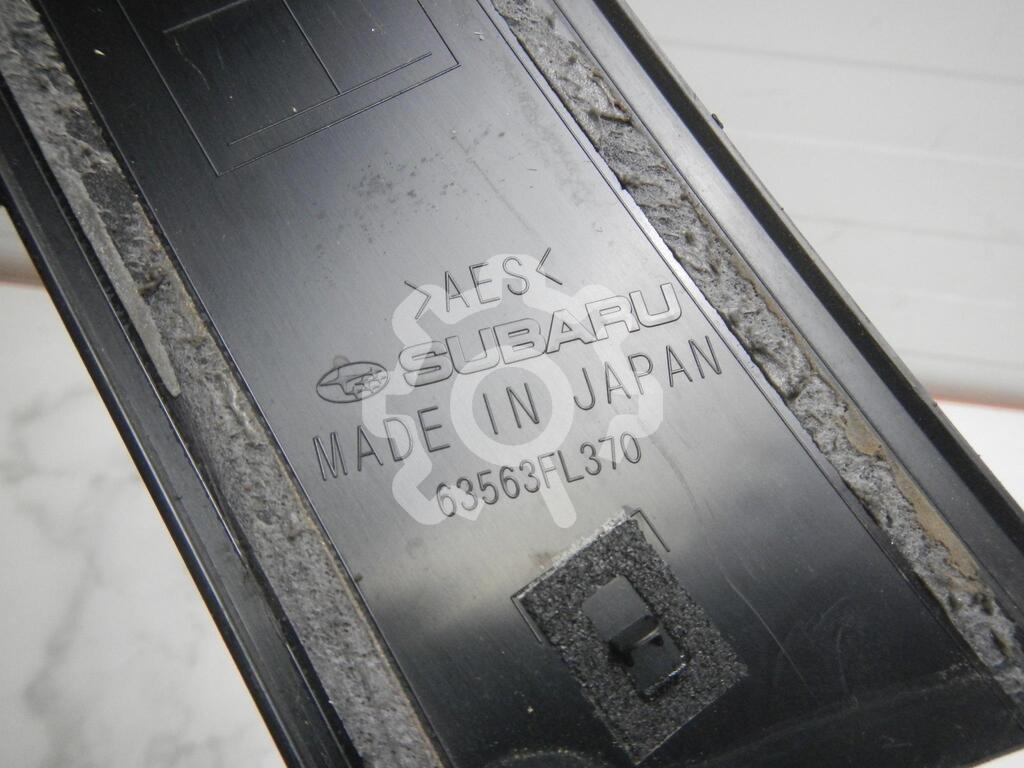 >AES<
SUBARU
MADE IN JAPAN
63563FL370